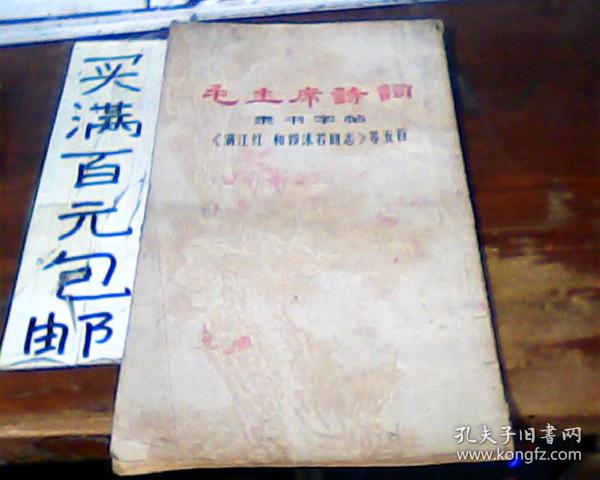 买满百元包邮
毛主席詩詞
隶书字帖
《满江红 和郭沫若同志》等五首
孔夫子旧书网
www.kongfz.com